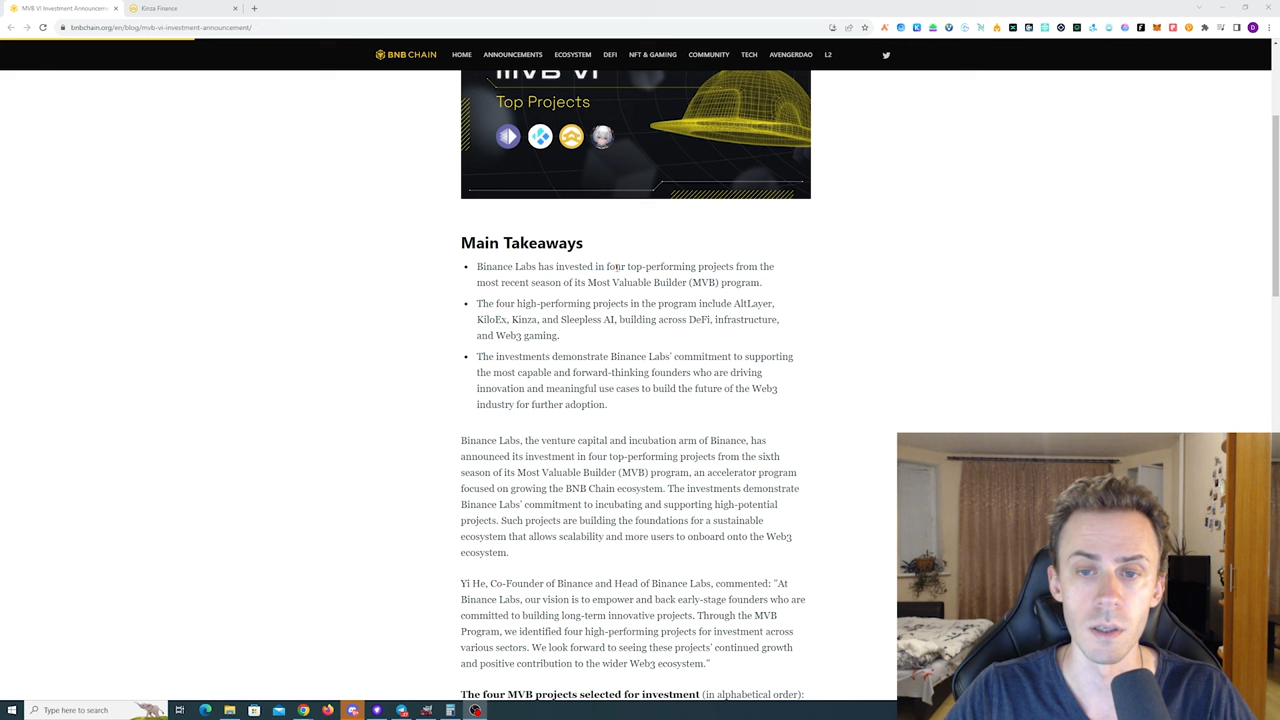 MVB VI Investment Announcemen
Kinza Finance
bnbchain.org/en/blog/mvb-vi-investment-announcement/
BNB CHAIN
HOME
ANNOUNCEMENTS
ECOSYSTEM
DEFI
NFT & GAMING
COMMUNITY
TECH
AVENGERDAO
L2
MVB VI
Top Projects
Main Takeaways
• Binance Labs has invested in four top-performing projects from the
most recent season of its Most Valuable Builder (MVB) program.
• The four high-performing projects in the program include AltLayer,
KiloEx, Kinza, and Sleepless AI, building across DeFi, infrastructure,
and Web3 gaming.
• The investments demonstrate Binance Labs' commitment to supporting
the most capable and forward-thinking founders who are driving
innovation and meaningful use cases to build the future of the Web3
industry for further adoption.
Binance Labs, the venture capital and incubation arm of Binance, has
announced its investment in four top-performing projects from the sixth
season of its Most Valuable Builder (MVB) program, an accelerator program
focused on growing the BNB Chain ecosystem. The investments demonstrate
Binance Labs' commitment to incubating and supporting high-potential
projects. Such projects are building the foundations for a sustainable
ecosystem that allows scalability and more users to onboard onto the Web3
ecosystem.
Yi He, Co-Founder of Binance and Head of Binance Labs, commented: "At
Binance Labs, our vision is to empower and back early-stage founders who are
committed to building long-term innovative projects. Through the MVB
Program, we identified four high-performing projects for investment across
various sectors. We look forward to seeing these projects' continued growth
and positive contribution to the wider Web3 ecosystem."
The four MVB projects selected for investment (in alphabetical order):
Type here to search